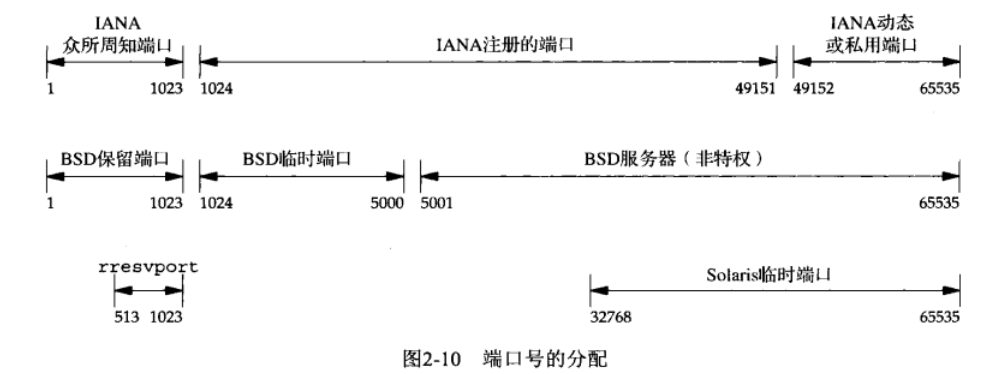 IANA
众所周知端口
IANA注册的端口
IANA动态
或私用端口
1 1023 1024 49151 49152 65535
BSD保留端口 BSD临时端口 BSD服务器（非特权）
1 1023 1024 5000 5001 65535
rresvport Solaris临时端口
513 1023 32768 65535
图2-10 端口号的分配